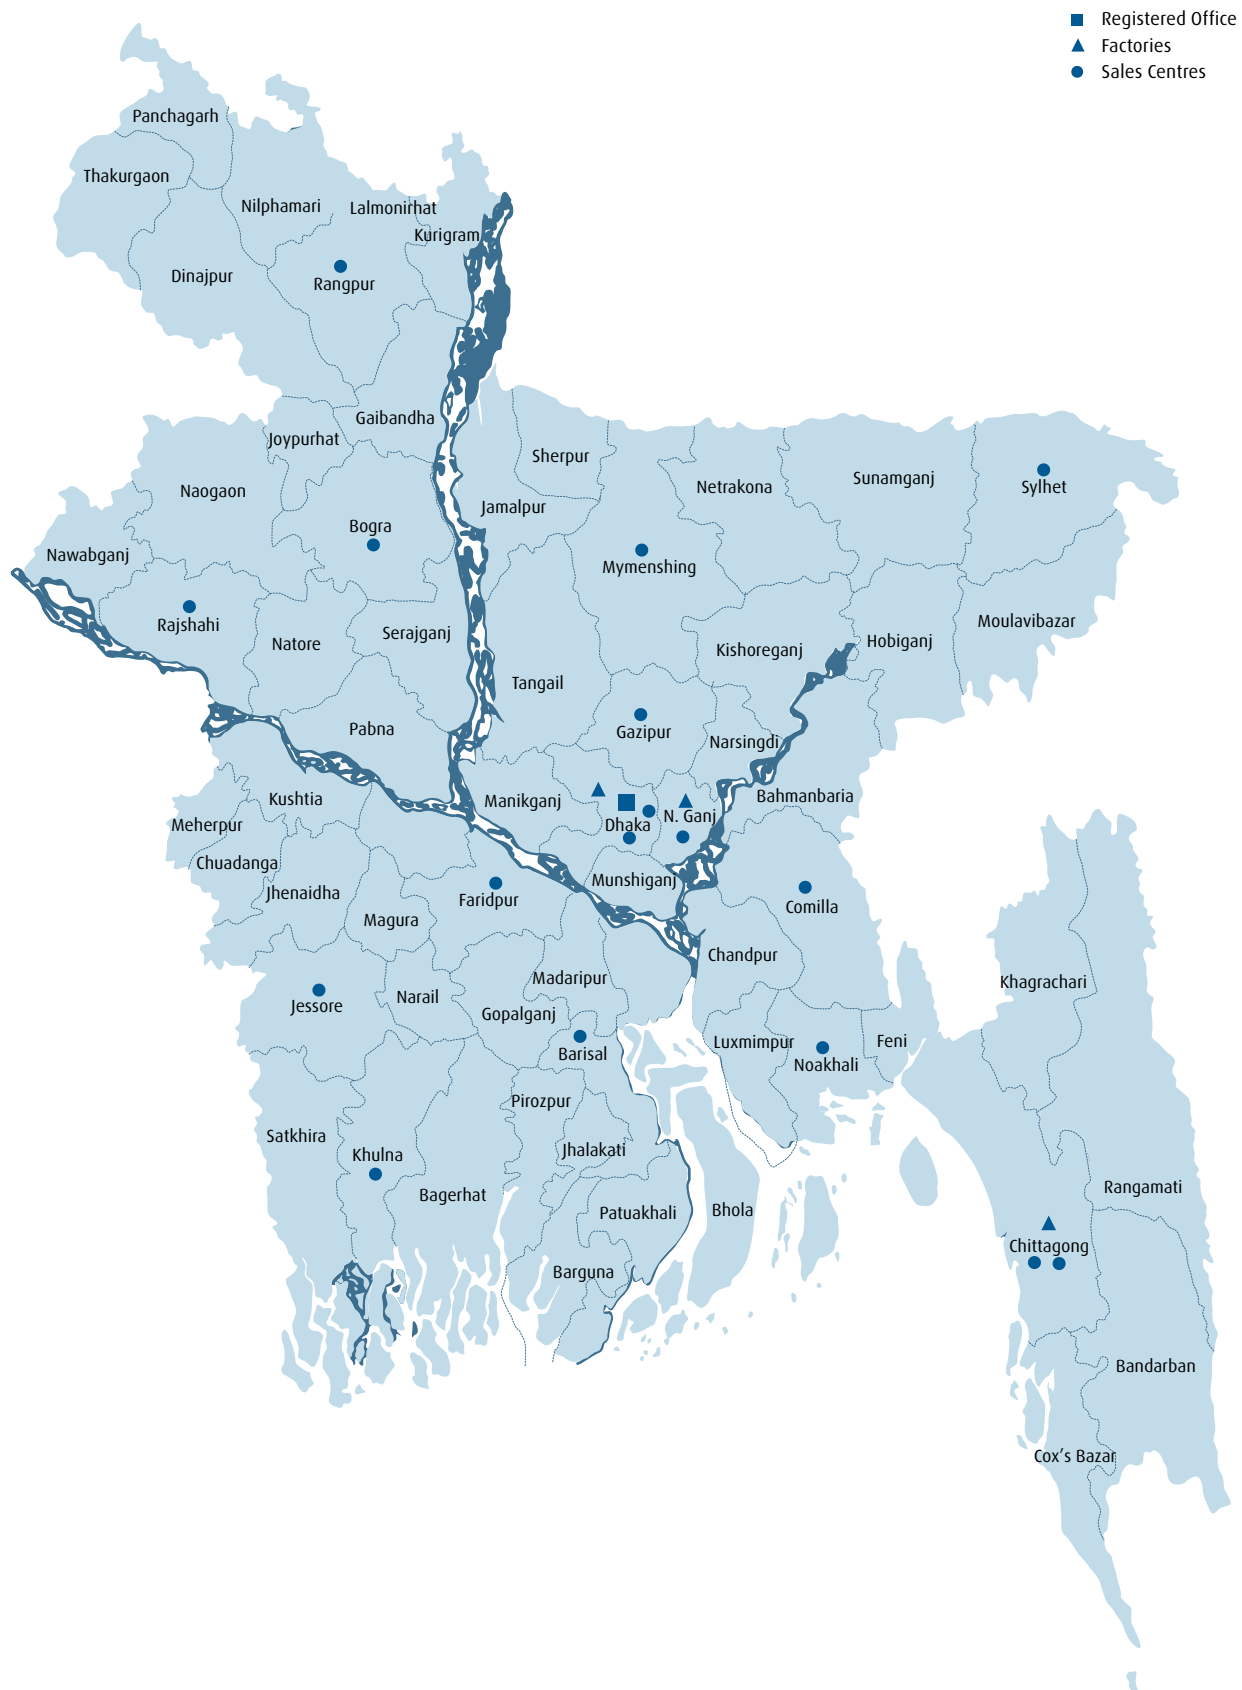 Registered Office
Factories
Sales Centres
Panchagarh
Thakurgaon
Nilphamari
Lalmonirhat
Kurigram
Dinajpur
Rangpur
Gaibandha
Joypurhat
Sherpur
Sunamganj
Sylhet
Netrakona
Naogaon
Jamalpur
Bogra
Nawabganj
Mymenshing
Rajshahi
Moulavibazar
Serajganj
Natore
Hobiganj
Kishoreganj
Tangail
Pabna
Gazipur
Narsingdi
Kushtia
Manikganj
Bahmanbaria
Meherpur
Dhaka
N. Ganj
Chuadanga
Jhenaidha
Munshiganj
Faridpur
Comilla
Magura
Chandpur
Madaripur
Khagrachari
Narail
Jessore
Gopalganj
Luxmimpur
Feni
Barisal
Noakhali
Pirozpur
Satkhira
Khulna
Jhalakati
Bagerhat
Rangamati
Patuakhali
Bhola
Chittagong
Barguna
Bandarban
Cox's Bazar